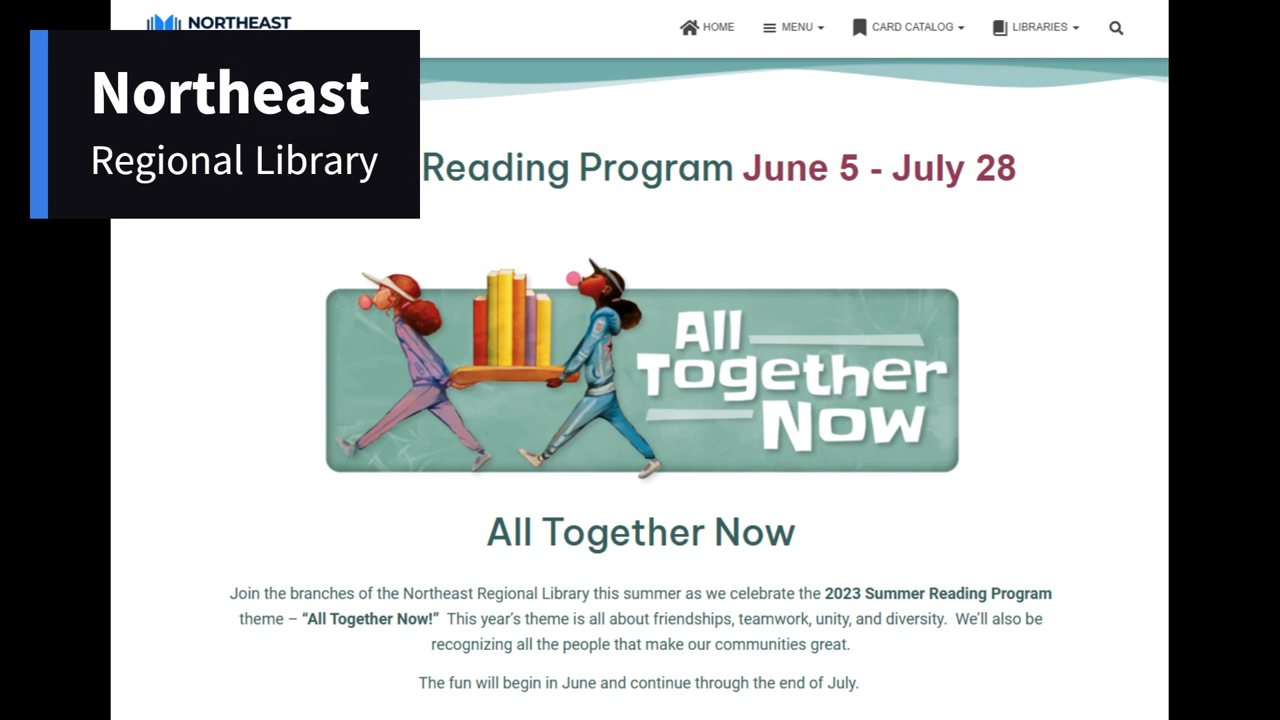 NORTHEAST
HOME
MENU
CARD CATALOG
LIBRARIES
Northeast
Regional Library
Reading Program June 5 - July 28
All
Together
Now
All Together Now
Join the branches of the Northeast Regional Library this summer as we celebrate the 2023 Summer Reading Program
theme – “All Together Now!” This year’s theme is all about friendships, teamwork, unity, and diversity. We’ll also be
recognizing all the people that make our communities great.
The fun will begin in June and continue through the end of July.